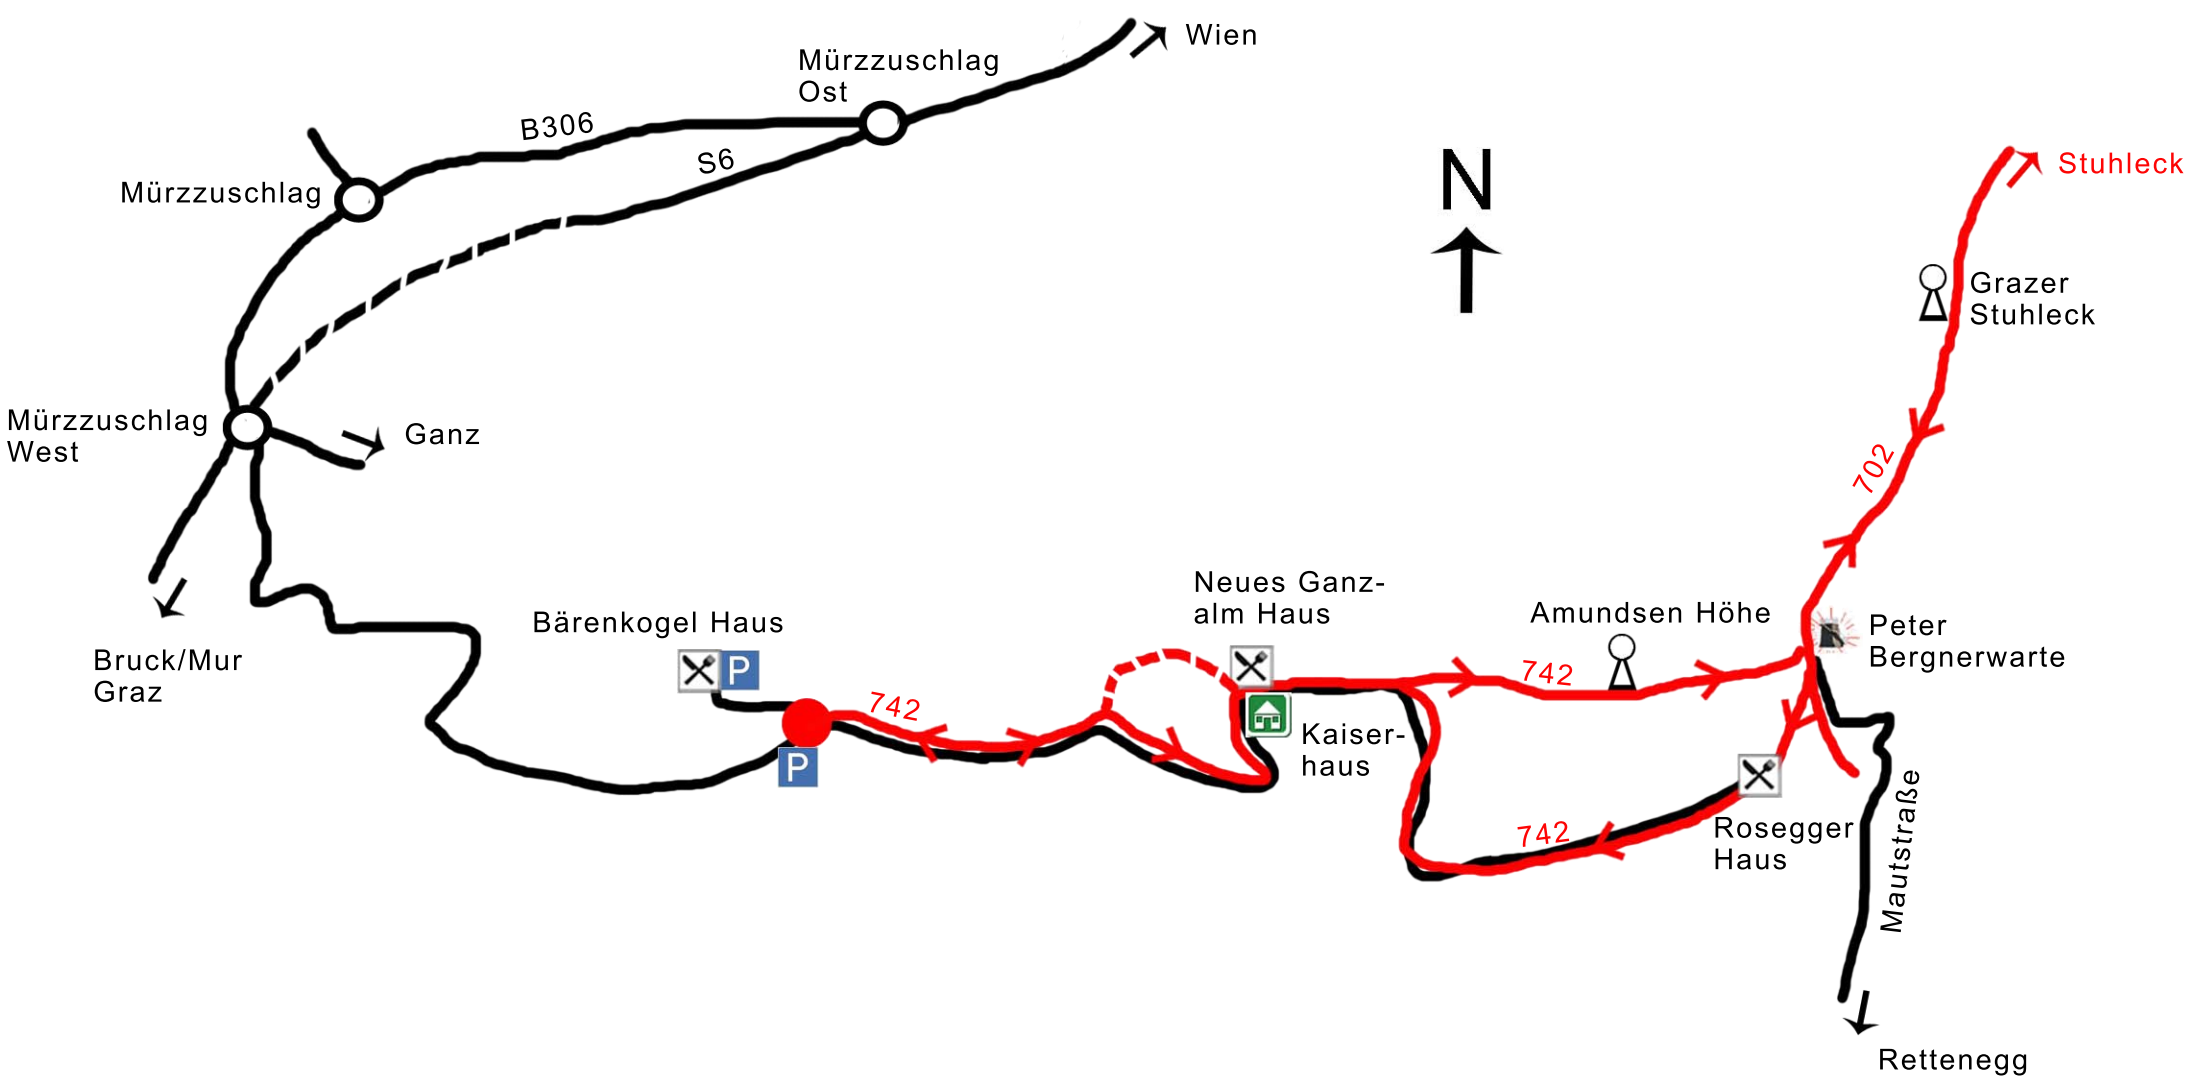 Wien
Mürzzuschlag
Ost
B306
S6
Mürzzuschlag
N
Stuhleck
Grazer
Stuhleck
Mürzzuschlag
West
Ganz
702
Bruck/Mur
Graz
Bärenkogel Haus
P
P
742
Neues Ganz-
alm Haus
Kaiser-
haus
Amundsen Höhe
742
Peter
Bergnerwarte
742
Rosegger
Haus
Mautstraße
Rettenegg